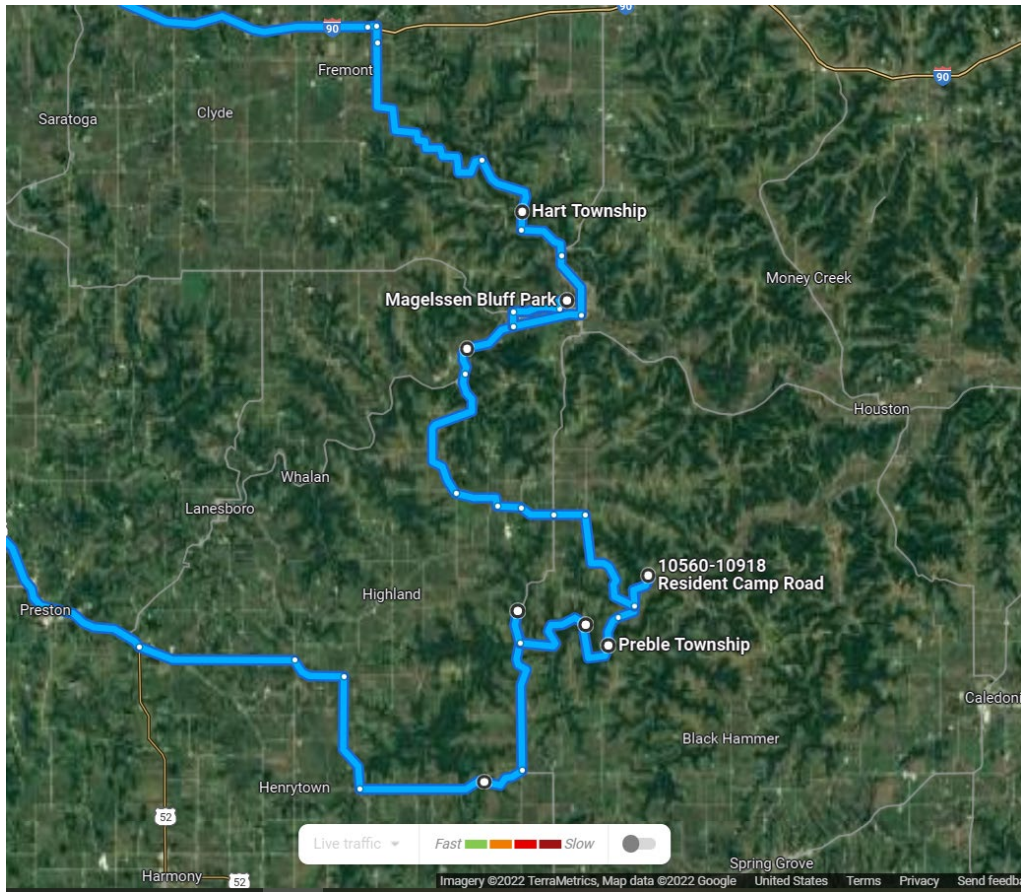 90
90
Fremont
90
Clyde
Saratoga
Hart Township
Money Creek
Magelssen Bluff Park
Houston
Whalan
Lanesboro
10560-10918
Resident Camp Road
Highland
Preston
Preble Township
Caledoni
Black Hammer
Henrytown
52
Live traffic
Fast
Slow
Spring Grove
Harmony
52
Imagery ©2022 TerraMetrics, Map data ©2022 Google United States Terms Privacy Send feedba